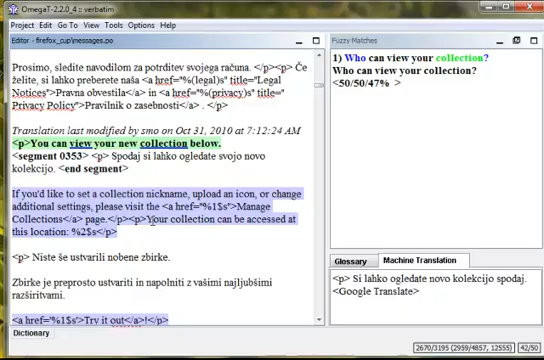 OmegaT-2.2.0_4 :: verbatim
Project Edit Go To View Tools Options Help
Editor - firefox_cup\messages.po
Prosimo, sledite navodilom za potrditev svojega računa. </p><p> Če
želite, si lahko preberete naša <a href="%(legal)s" title="Legal
Notices">Pravna obvestila</a> in <a href="%(privacy)s" title="
Privacy Policy">Pravilnik o zasebnosti</a> . </p>
Translation last modified by smo on Oct 31, 2010 at 7:12:24 AM
<p>You can view your new collection below.
<segment 0353> <p> Spodaj si lahko ogledate svojo novo
kolekcijo. <end segment>
If you'd like to set a collection nickname, upload an icon, or change
additional settings, please visit the <a href='%1$s'>Manage
Collections</a> page.</p><p>Your collection can be accessed at
this location: %2$s</p>
<p> Niste še ustvarili nobene zbirke.
Zbirke je preprosto ustvariti in napolniti z vašimi najljubšimi
razširitvami.
<a href='%1$s'>Try it out</a>!</p>
Dictionary
Fuzzy Matches
1) Who can view your collection?
Who can view your collection?
<50/50/47% >
Glossary Machine Translation
<p> Si lahko ogledate novo kolekcijo spodaj.
<Google Translate>
2670/3195 (2959/4857, 12555) 42/50